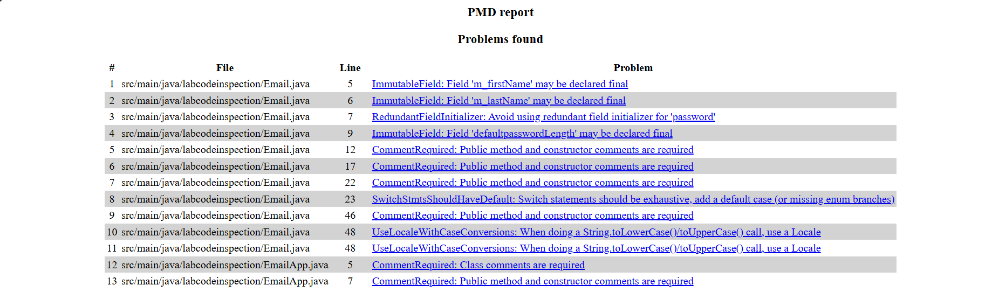 PMD report
Problems found
# File Line Problem
1 src/main/java/labcodeinspection/Email.java 5 ImmutableField: Field 'm_firstName' may be declared final
2 src/main/java/labcodeinspection/Email.java 6 ImmutableField: Field 'm_lastName' may be declared final
3 src/main/java/labcodeinspection/Email.java 7 RedundantFieldInitializer: Avoid using redundant field initializer for 'password'
4 src/main/java/labcodeinspection/Email.java 9 ImmutableField: Field 'defaultpasswordLength' may be declared final
5 src/main/java/labcodeinspection/Email.java 12 CommentRequired: Public method and constructor comments are required
6 src/main/java/labcodeinspection/Email.java 17 CommentRequired: Public method and constructor comments are required
7 src/main/java/labcodeinspection/Email.java 22 CommentRequired: Public method and constructor comments are required
8 src/main/java/labcodeinspection/Email.java 23 SwitchStmtsShouldHaveDefault: Switch statements should be exhaustive, add a default case (or missing enum branches)
9 src/main/java/labcodeinspection/Email.java 46 CommentRequired: Public method and constructor comments are required
10 src/main/java/labcodeinspection/Email.java 48 UseLocaleWithCaseConversions: When doing a String.toLowerCase()/toUpperCase() call, use a Locale
11 src/main/java/labcodeinspection/Email.java 48 UseLocaleWithCaseConversions: When doing a String.toLowerCase()/toUpperCase() call, use a Locale
12 src/main/java/labcodeinspection/EmailApp.java 5 CommentRequired: Class comments are required
13 src/main/java/labcodeinspection/EmailApp.java 7 CommentRequired: Public method and constructor comments are required